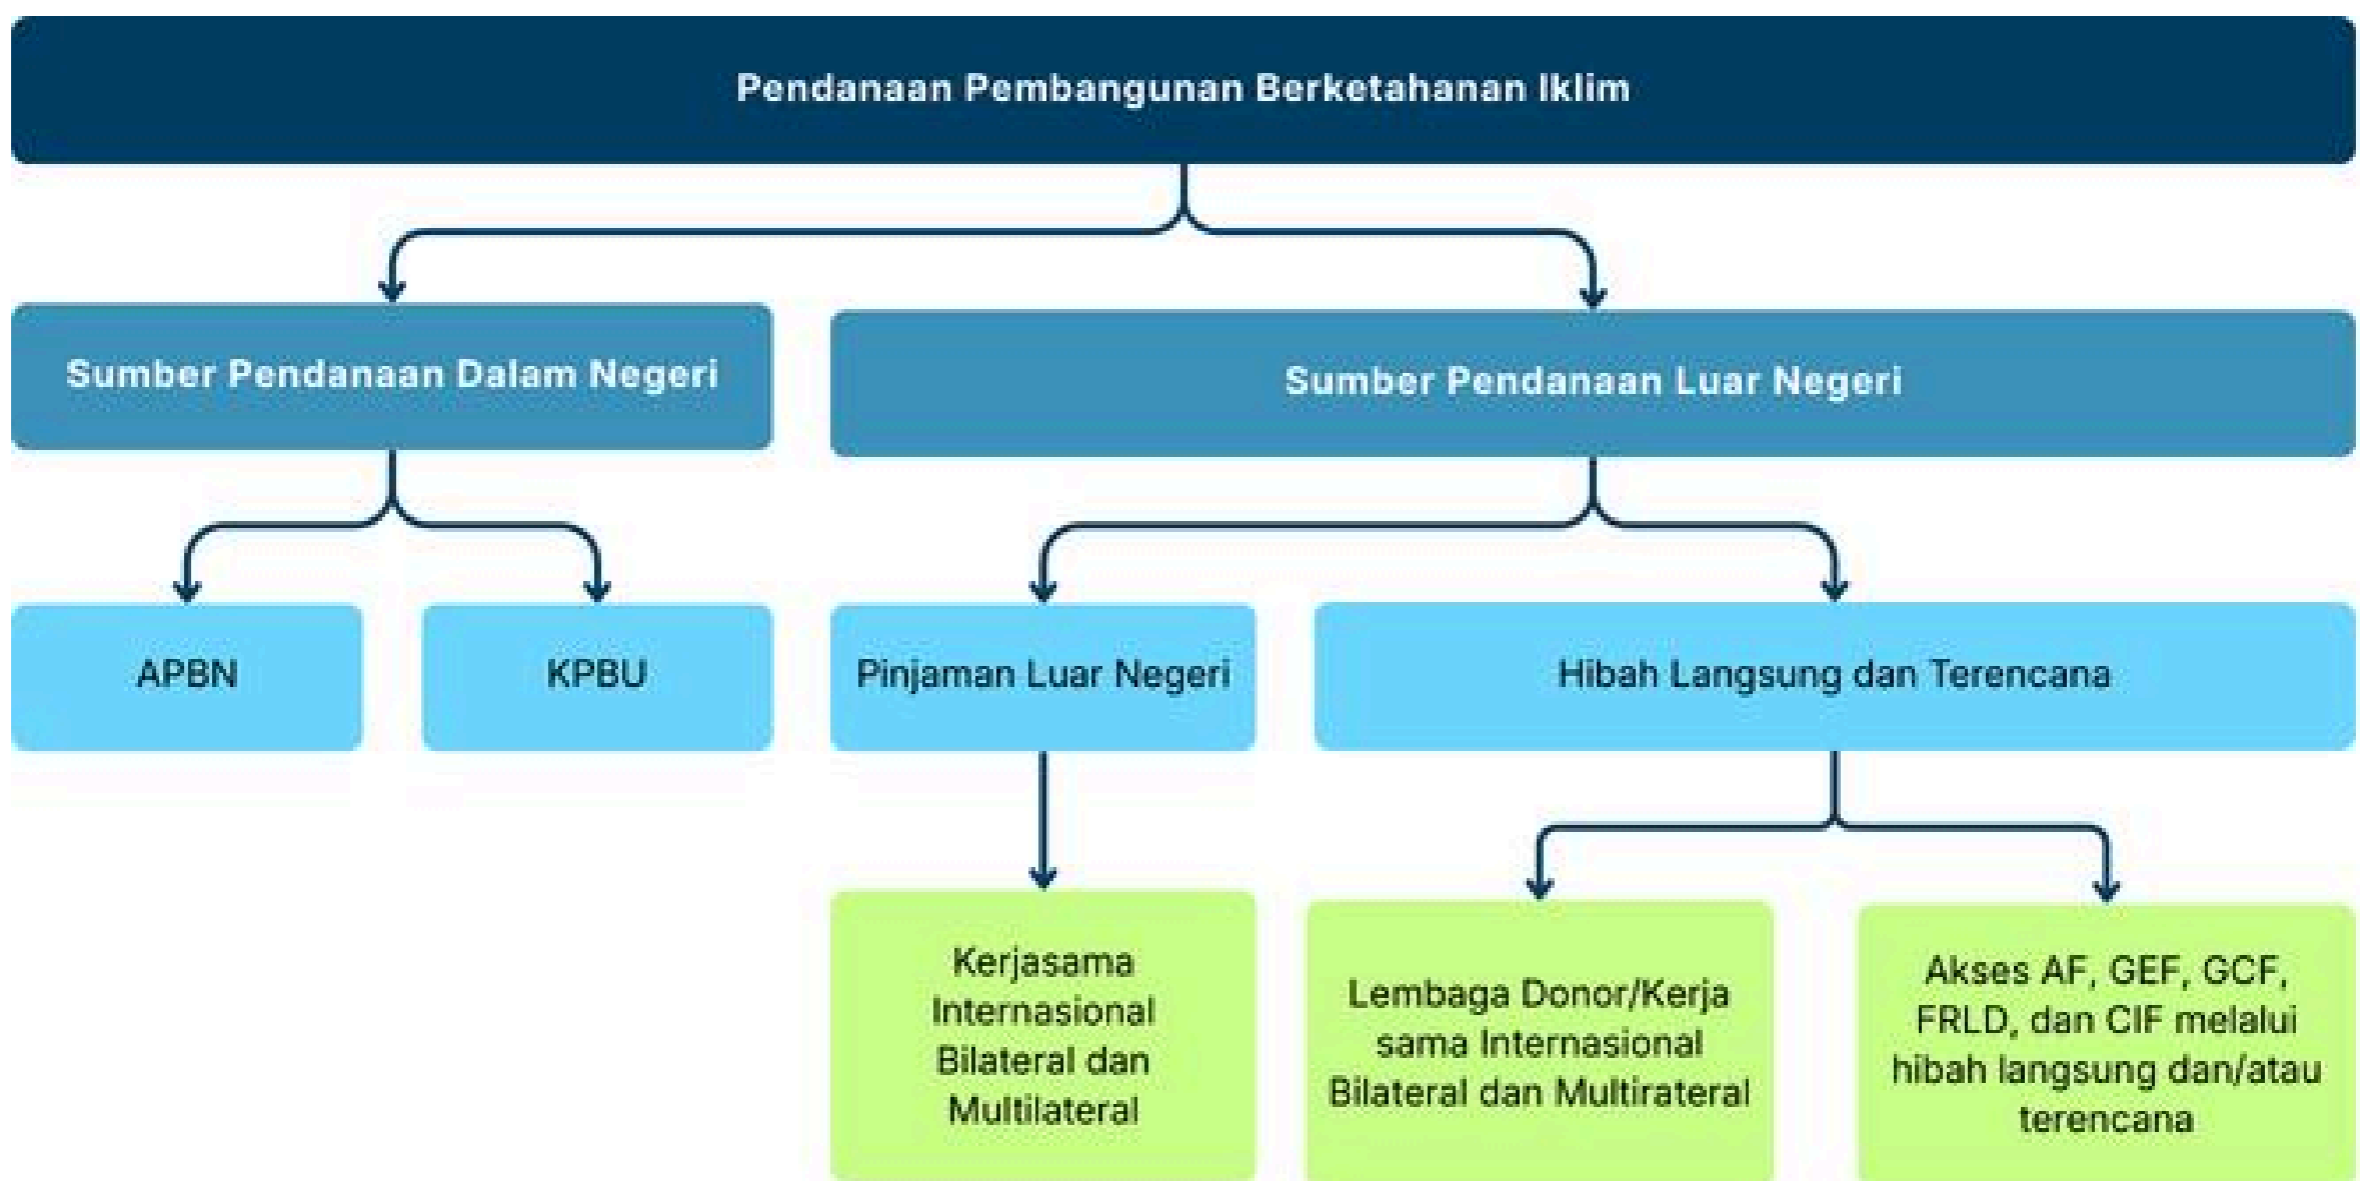 Pendanaan Pembangunan Berketahanan Iklim
Sumber Pendanaan Dalam Negeri
Sumber Pendanaan Luar Negeri
APBN
KPBU
Pinjaman Luar Negeri
Hibah Langsung dan Terencana
Kerjasama
Internasional
Bilateral dan
Multilateral
Lembaga Donor/Kerja
sama Internasional
Bilateral dan Multirateral
Akses AF, GEF, GCF,
FRLD, dan CIF melalui
hibah langsung dan/atau
terencana